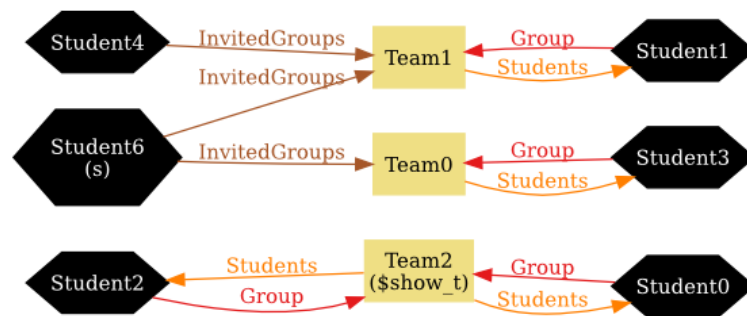 Student4
InvitedGroups
Team1
Group
Student1
Students
InvitedGroups
Student6
(s)
InvitedGroups
Team0
Group
Student3
Students
Student2
Students
Group
Team2
($show_t)
Group
Student0
Students